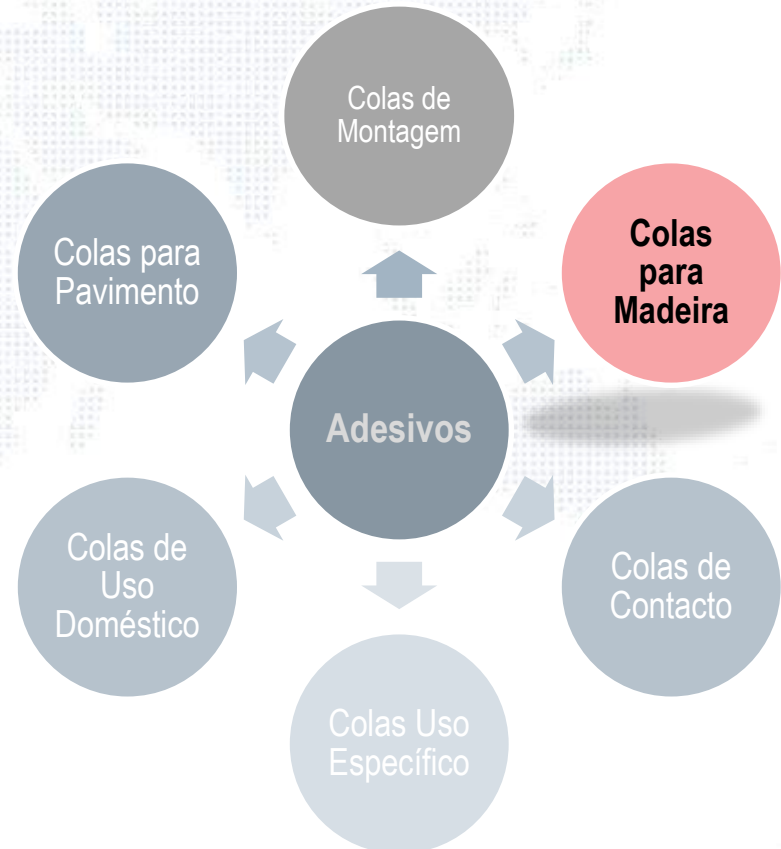 Colas de
Montagem
Colas para
Pavimento
Colas
para
Madeira
Adesivos
Colas de
Uso
Doméstico
Colas de
Contacto
Colas Uso
Específico